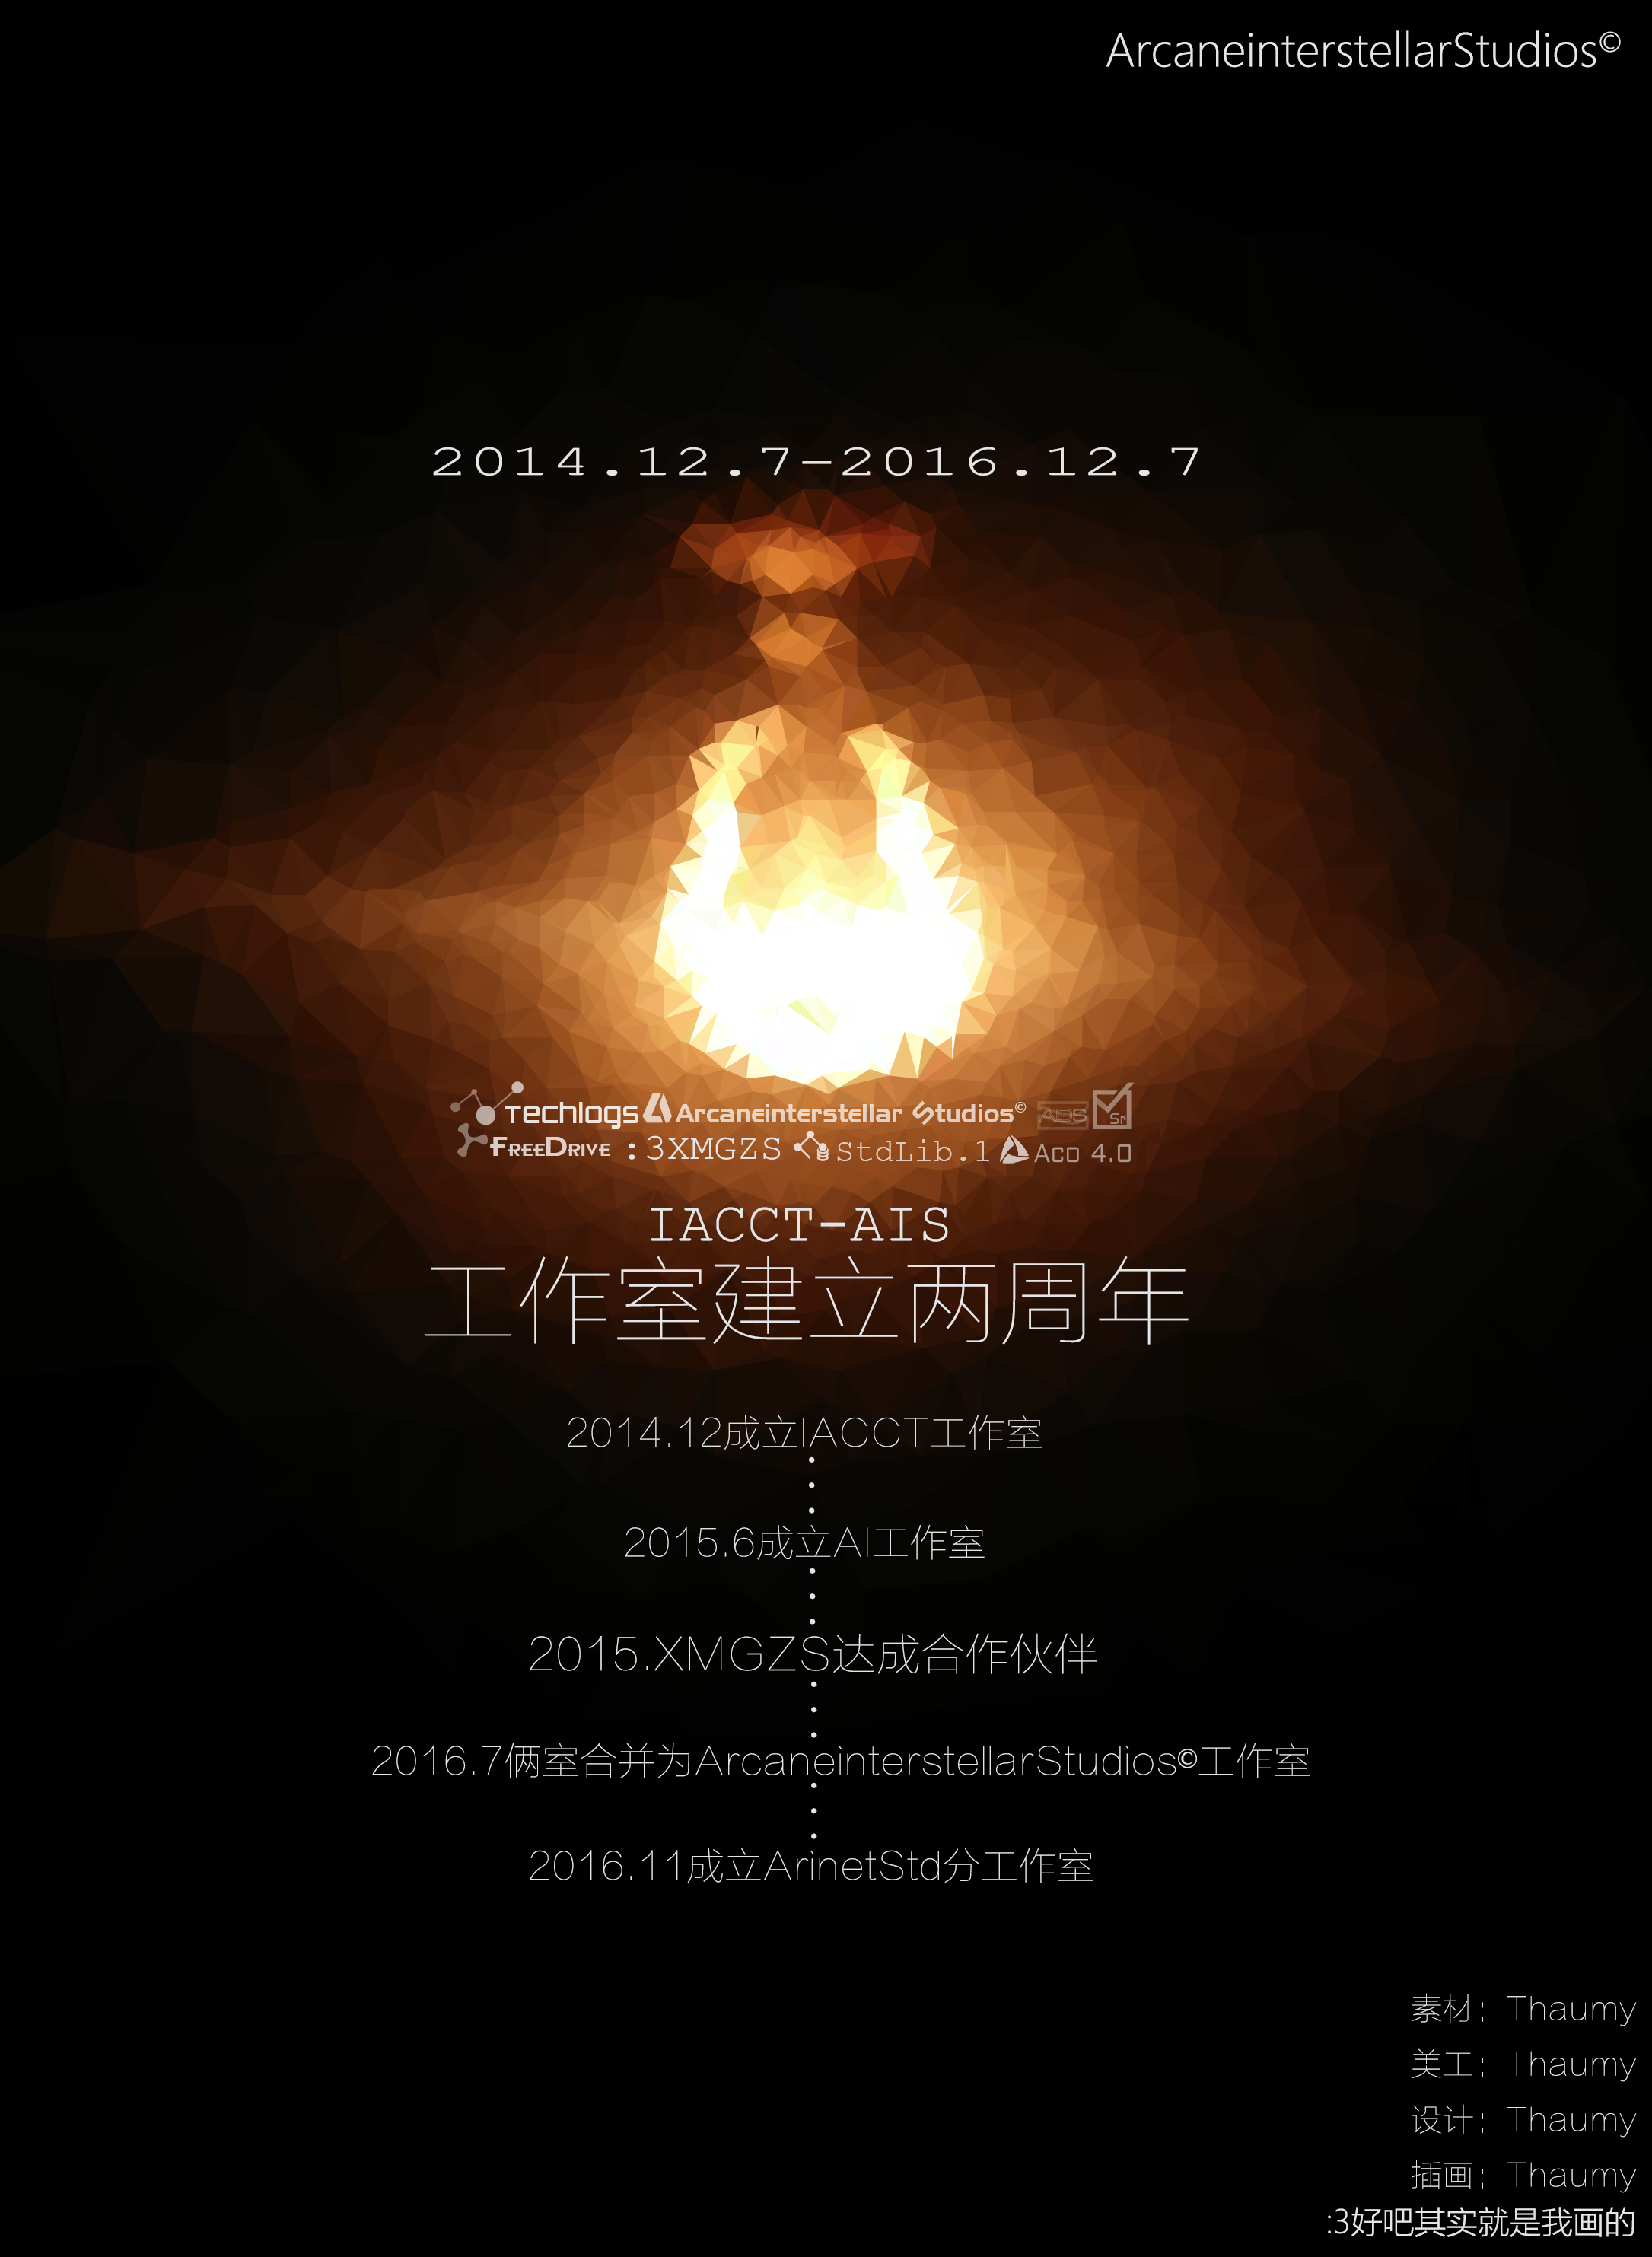 ArcaneinterstellarStudios©
2014.12.7-2016.12.7
Techlogs Arcaneinterstellar Studios© ADS Sr
FREEDRIVE :3XMGZS StdLib.1 Aco 4.0
IACCT-AIS
工作室建立两周年
2014.12成立IACCT工作室
2015.6成立AI工作室
2015.XMGZS达成合作伙伴
2016.7俩室合并为ArcaneinterstellarStudios©工作室
2016.11成立ArinetStd分工作室
素材：Thaumy
美工：Thaumy
设计：Thaumy
插画：Thaumy
:3好吧其实就是我画的